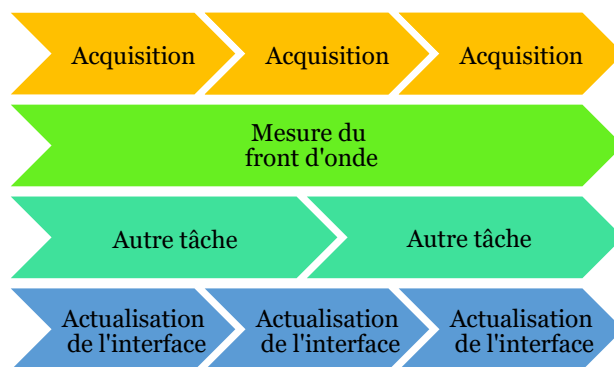 Acquisition Acquisition Acquisition
Mesure du
front d'onde
Autre tâche Autre tâche
Actualisation Actualisation Actualisation
de l'interface de l'interface de l'interface